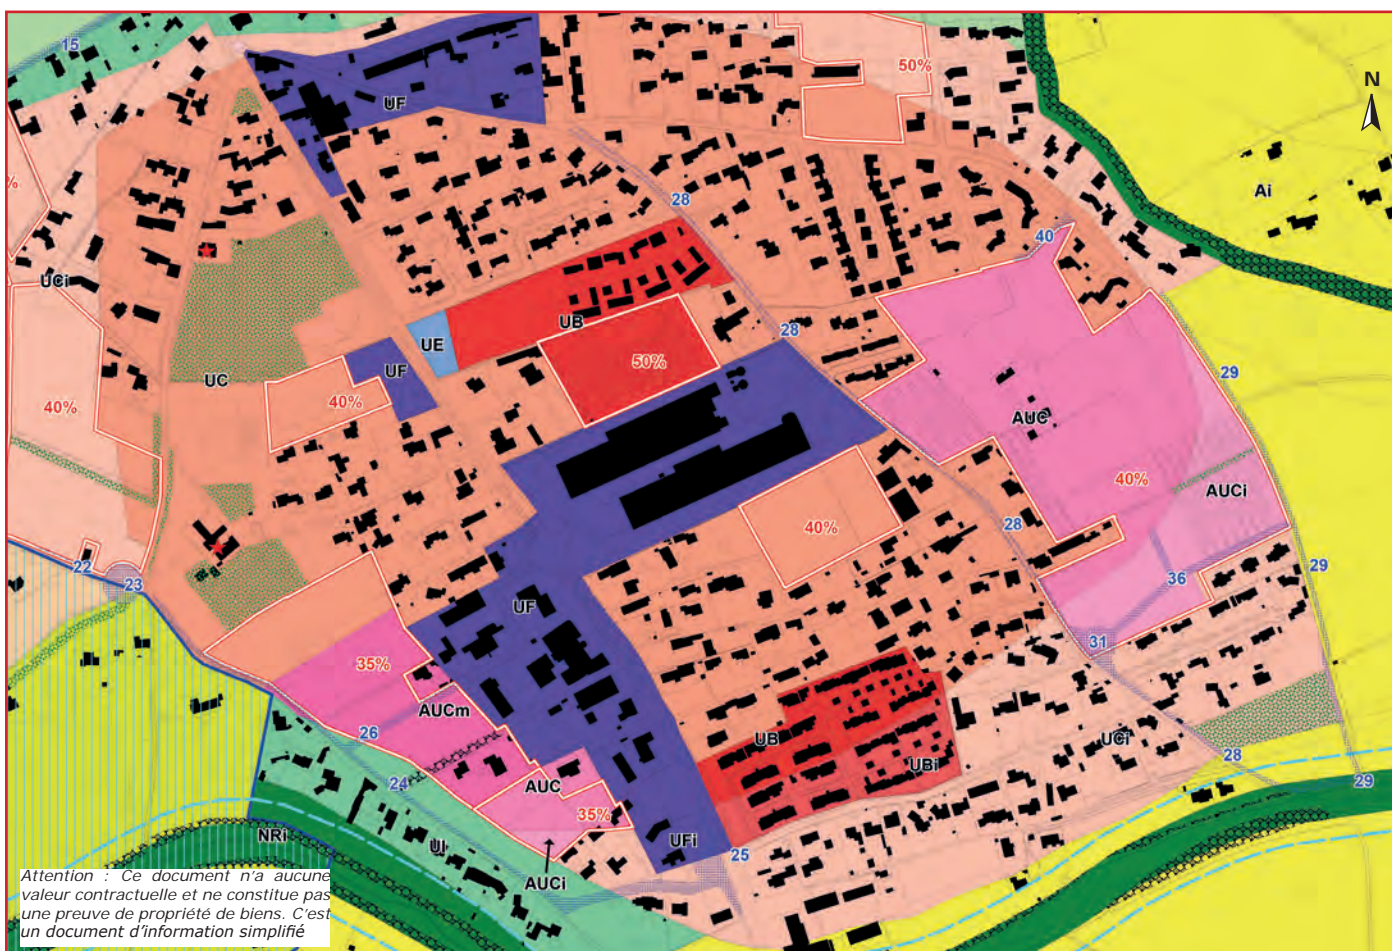 15
UF
50%
N
Ai
28
40
%
UCi
UB
28
UE
50%
UF
UC
29
40%
40%
AUC
40%
AUCi
28
40%
22
23
36
29
UF
31
35%
AUCm
26
UB
UCi
28
UBi
24
29
AUC
35%
NRi
UI
UFi
25
AUCi
Attention : Ce document n'a aucune
valeur contractuelle et ne constitue pas
une preuve de propriété de biens. C'est
un document d'information simplifié